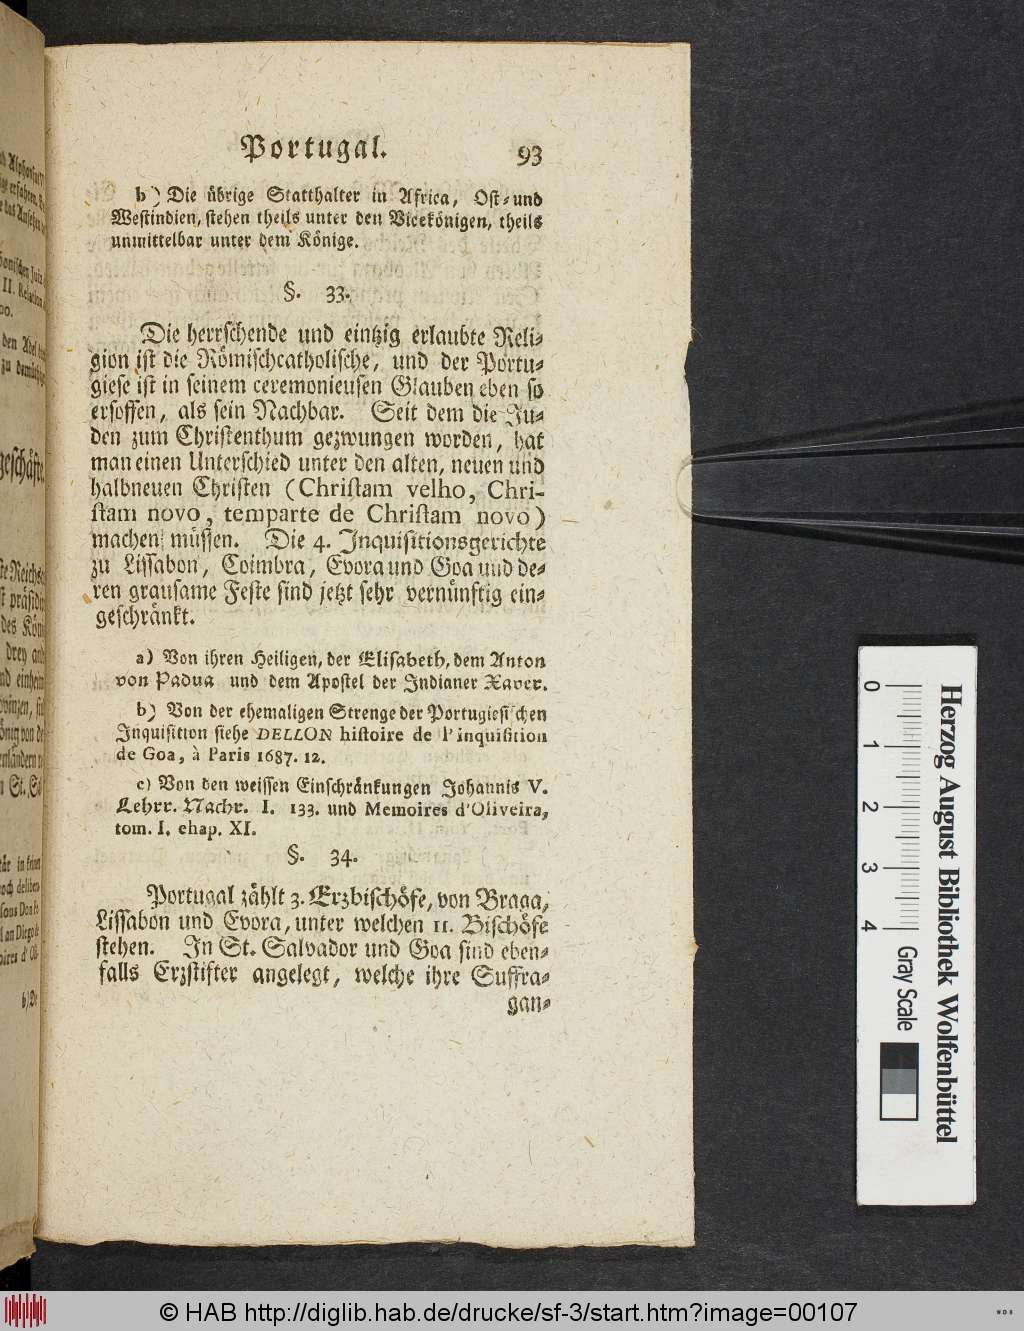 Portugal. 93
b) Die übrige Statthalter in Africa, Ost- und
Westindien, stehen theils unter den Vicekönigen, theils
unmittelbar unter dem Könige.
§. 33.
Die herrschende und eintzig erlaubte Reli-
gion ist die Römischcatholische, und der Portu-
giese ist in seinem ceremonieusen Glauben eben so
ersoffen, als sein Nachbar. Seit dem die Ju-
den zum Christenthum gezwungen worden, hat
man einen Unterschied unter den alten, neuen und
halbneuen Christen (Christam velho, Chri-
stam novo, temparte de Christam novo)
machen müssen. Die 4. Inquisitionsgerichte
zu Lissabon, Coimbra, Evora und Goa und de-
ren grausame Feste sind jetzt sehr vernünftig ein-
geschränkt.
a) Von ihren Heiligen, der Elisabeth, dem Anton
von Padua und dem Apostel der Indianer Xaver.
b) Von der ehemaligen Strenge der Portugiesischen
Inquisition siehe DELLON histoire de l'inquisition
de Goa, à Paris 1687. 12.
c) Von den weissen Einschränkungen Johannis V.
Lehrr. Nachr. I. 133. und Memoires d'Oliveira,
tom. I. chap. XI.
§. 34.
Portugal zählt 3. Erzbischöfe, von Braga,
Lissabon und Evora, unter welchen 11. Bischöfe
stehen. In St. Salvador und Goa sind eben-
falls Erzstifter angelegt, welche ihre Suffra-
gan-
Herzog August Bibliothek Wolfenbüttel
0 1 2 3 4 Gray Scale
© HAB http://diglib.hab.de/drucke/sf-3/start.htm?image=00107